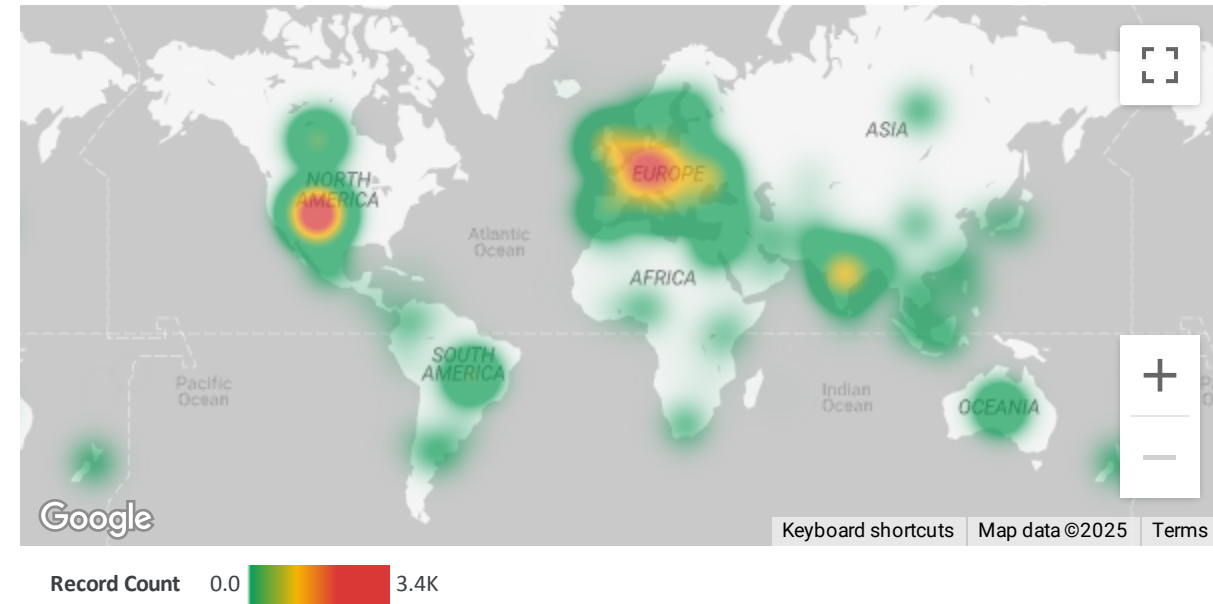 ASIA
NORTH
AMERICA
EUROPE
Atlantic
Ocean
AFRICA
SOUTH
AMERICA
Pacific
Ocean
Indian
Ocean
OCEANIA
Google
Keyboard shortcuts
Map data ©2025
Terms
Record Count 0.0 3.4K